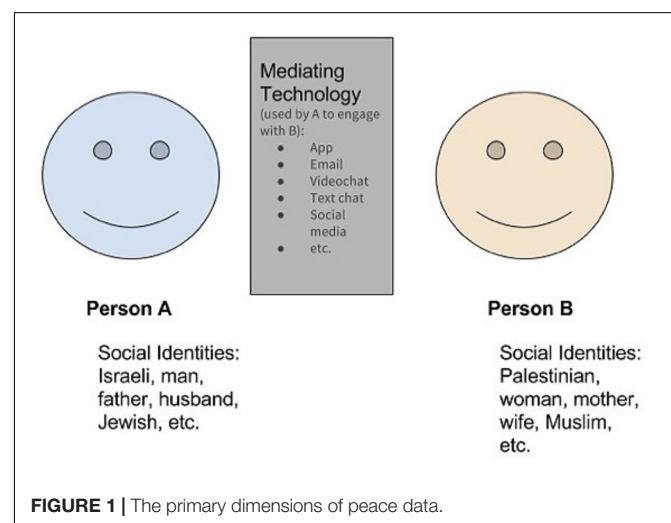 Mediating
Technology
(used by A to engage
with B):
● App
● Email
● Videochat
● Text chat
● Social
media
● etc.
Person A
Social Identities:
Israeli, man,
father, husband,
Jewish, etc.
Person B
Social Identities:
Palestinian,
woman, mother,
wife, Muslim,
etc.
FIGURE 1 | The primary dimensions of peace data.